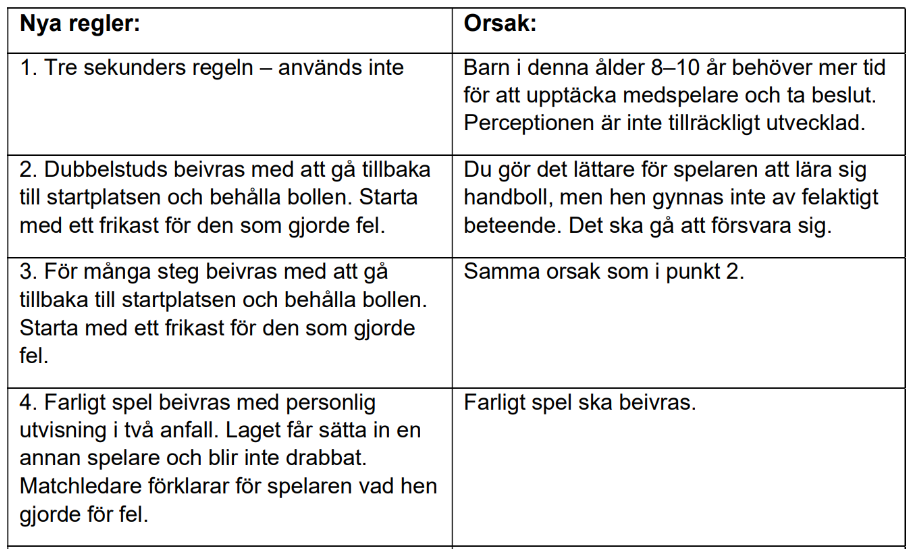 Nya regler:
Orsak:
1. Tre sekunders regeln – används inte
Barn i denna ålder 8–10 år behöver mer tid
för att upptäcka medspelare och ta beslut.
Perceptionen är inte tillräckligt utvecklad.
2. Dubbelstuds beivras med att gå tillbaka
till startplatsen och behålla bollen. Starta
med ett frikast för den som gjorde fel.
Du gör det lättare för spelaren att lära sig
handboll, men hen gynnas inte av felaktigt
beteende. Det ska gå att försvara sig.
3. För många steg beivras med att gå
tillbaka till startplatsen och behålla bollen.
Starta med ett frikast för den som gjorde
fel.
Samma orsak som i punkt 2.
4. Farligt spel beivras med personlig
utvisning i två anfall. Laget får sätta in en
annan spelare och blir inte drabbat.
Matchledare förklarar för spelaren vad hen
gjorde för fel.
Farligt spel ska beivras.